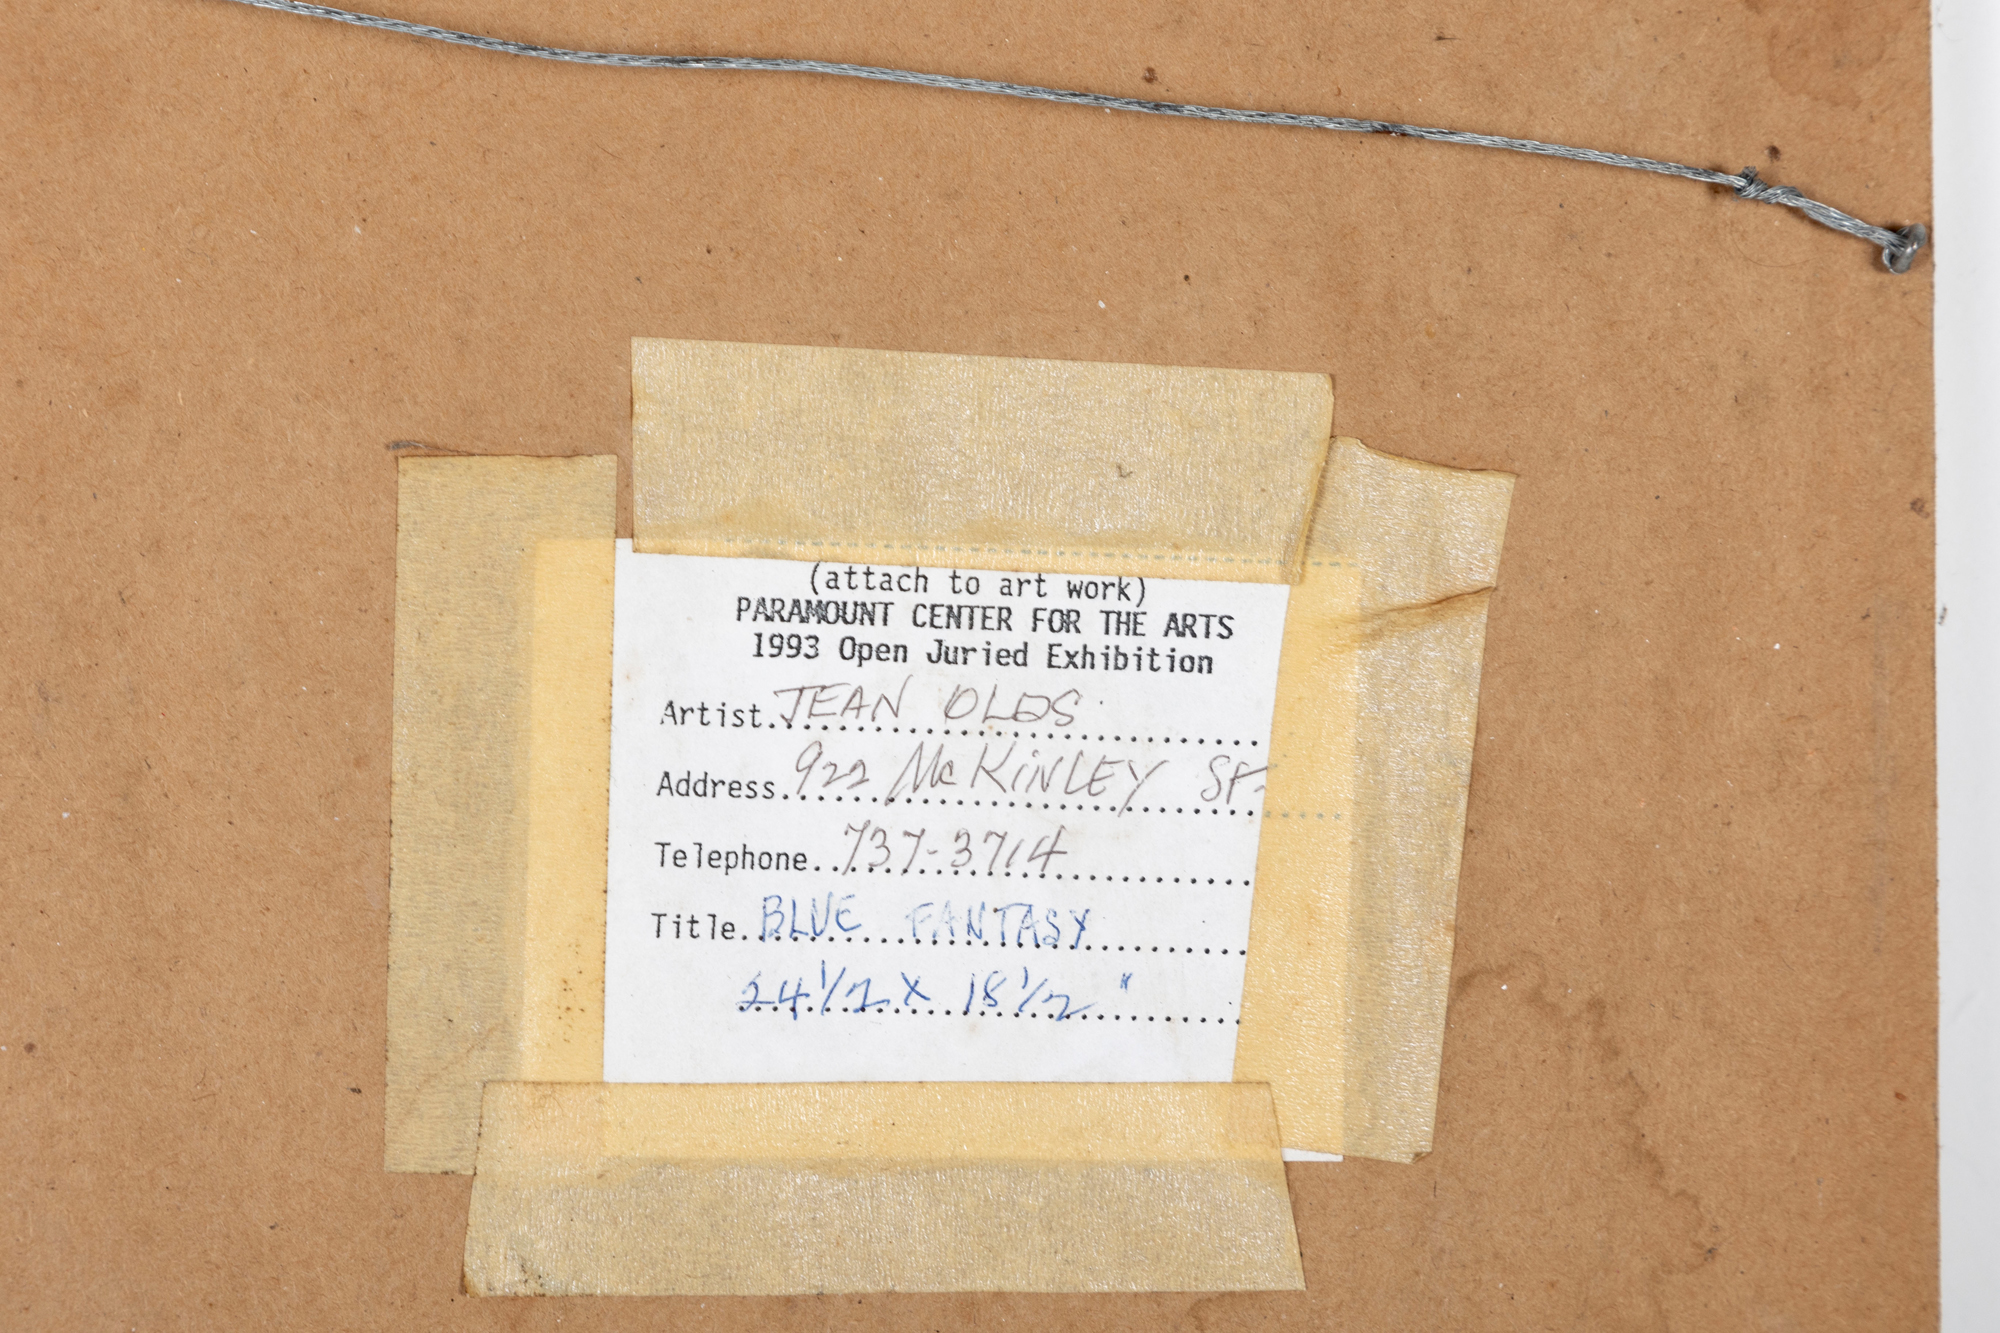 (attach to art work)
PARAMOUNT CENTER FOR THE ARTS
1993 Open Juried Exhibition
Artist.JEAN OLDS
Address.922 McKINLEY ST.
Telephone..737-3714
Title.BLUE FANTASY
24 1/2 X 18 1/2 "